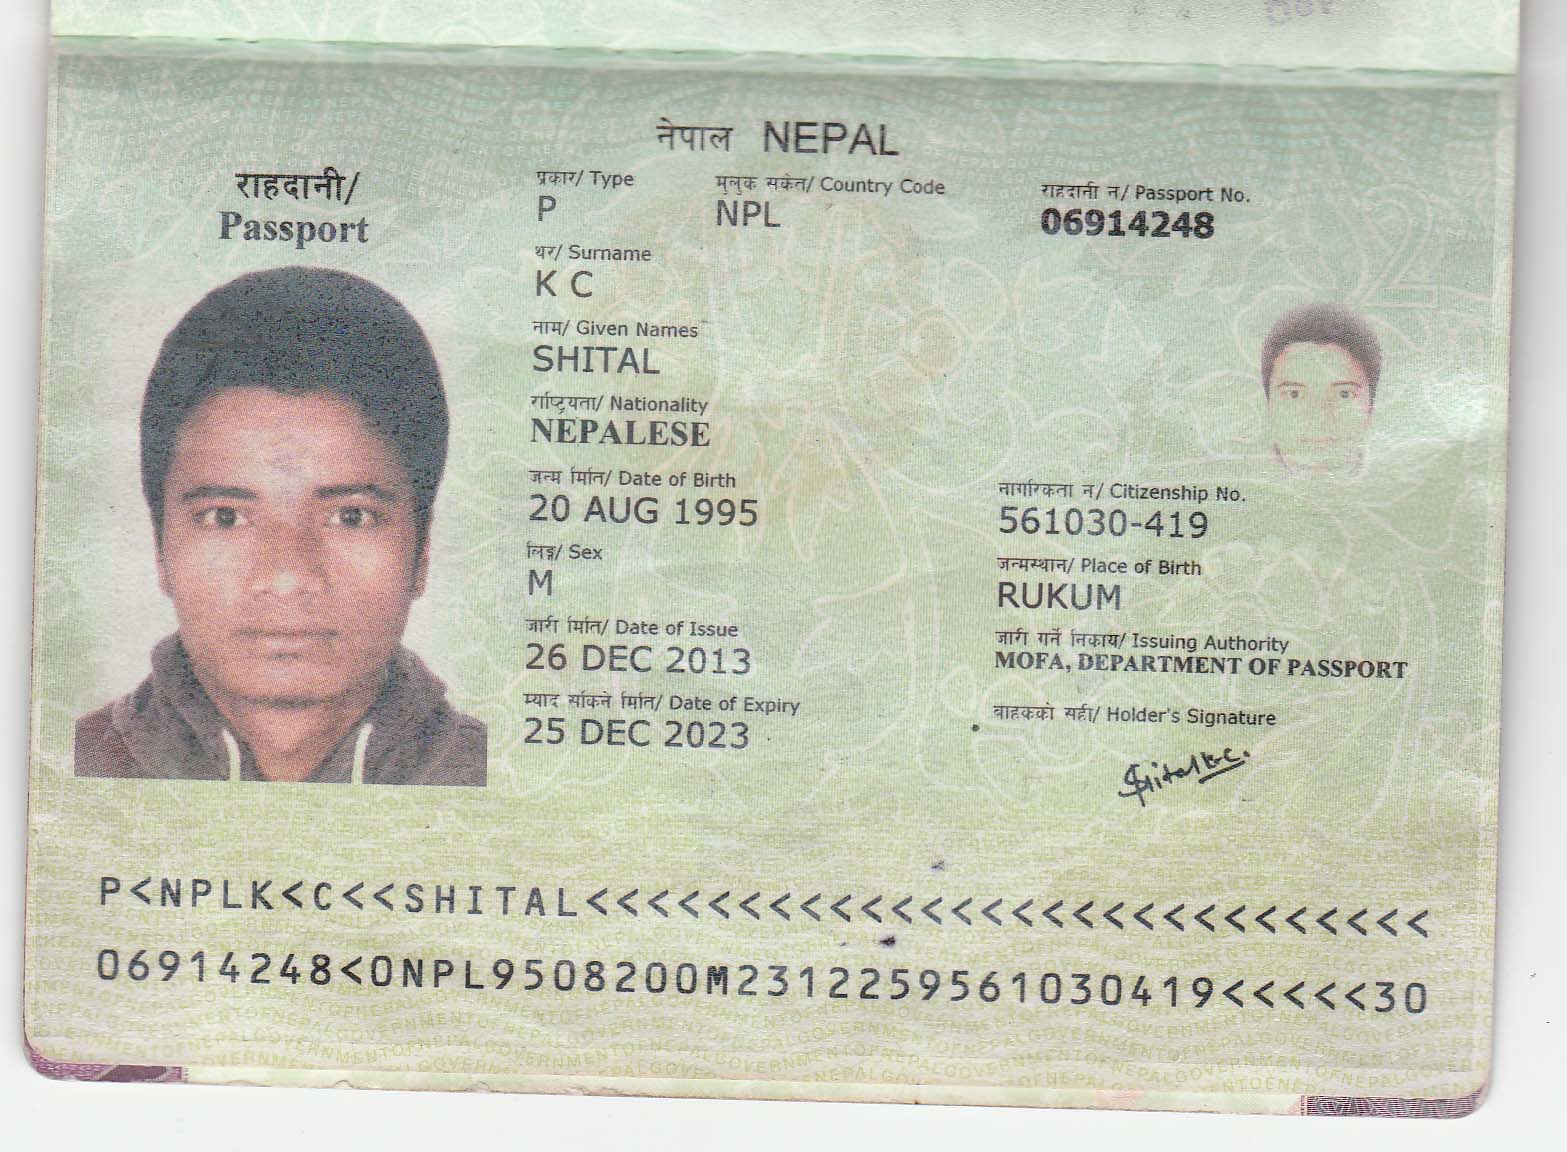 नेपाल NEPAL
राहदानी/
Passport
प्रकार/ Type
P
मुलुक सकेत/ Country Code
NPL
राहदानी न/ Passport No.
06914248
थर/ Surname
K C
नाम/ Given Names
SHITAL
राष्ट्रियता/ Nationality
NEPALESE
जन्म मिति/ Date of Birth
20 AUG 1995
नागरिकता न/ Citizenship No.
561030-419
लिङ्ग/ Sex
M
जन्मस्थान/ Place of Birth
RUKUM
जारी मिति/ Date of Issue
26 DEC 2013
जारी गर्ने निकाय/ Issuing Authority
MOFA, DEPARTMENT OF PASSPORT
म्याद सकिने मिति/ Date of Expiry
25 DEC 2023
वाहकको सही/ Holder's Signature
Shital k.c.
P<NPLK<C<<SHITAL<<<<<<<<<<<<<<<<<<<<<<<<<<<<
06914248<0NPL9508200M2312259561030419<<<<<30